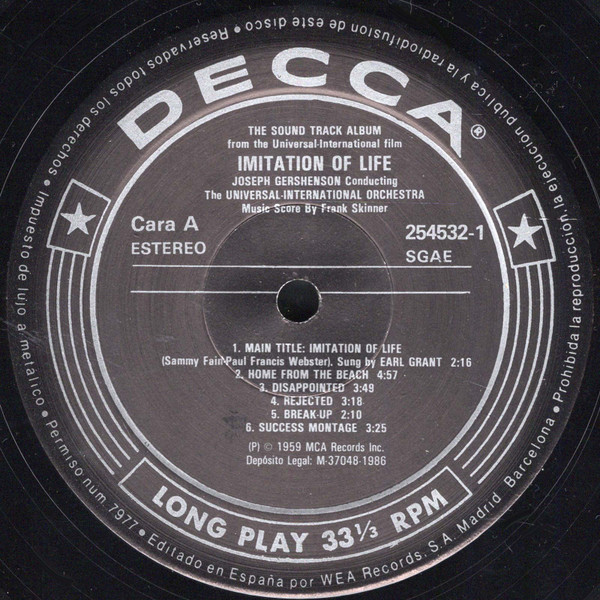 DECCA®
THE SOUND TRACK ALBUM
from the Universal-International film
IMITATION OF LIFE
JOSEPH GERSHENSON Conducting
The UNIVERSAL-INTERNATIONAL ORCHESTRA
Music Score By Frank Skinner
Cara A
ESTEREO
254532-1
SGAE
1. MAIN TITLE: IMITATION OF LIFE
(Sammy Fain-Paul Francis Webster). Sung by EARL GRANT 2:16
2. HOME FROM THE BEACH 4:57
3. DISAPPOINTED 3:49
4. REJECTED 3:18
5. BREAK-UP 2:10
6. SUCCESS MONTAGE 3:25
(P) © 1959 MCA Records Inc.
Depósito Legal: M-37048-1986
LONG PLAY 33⅓ RPM
• Prohibida la reproducción, la ejecucion publica y la radiodifusion de este disco • Reservados todos los derechos • Impuesto de lujo a metalico • Permiso num. 7977 • Editado en España por WEA Records, S.A. Madrid Barcelona